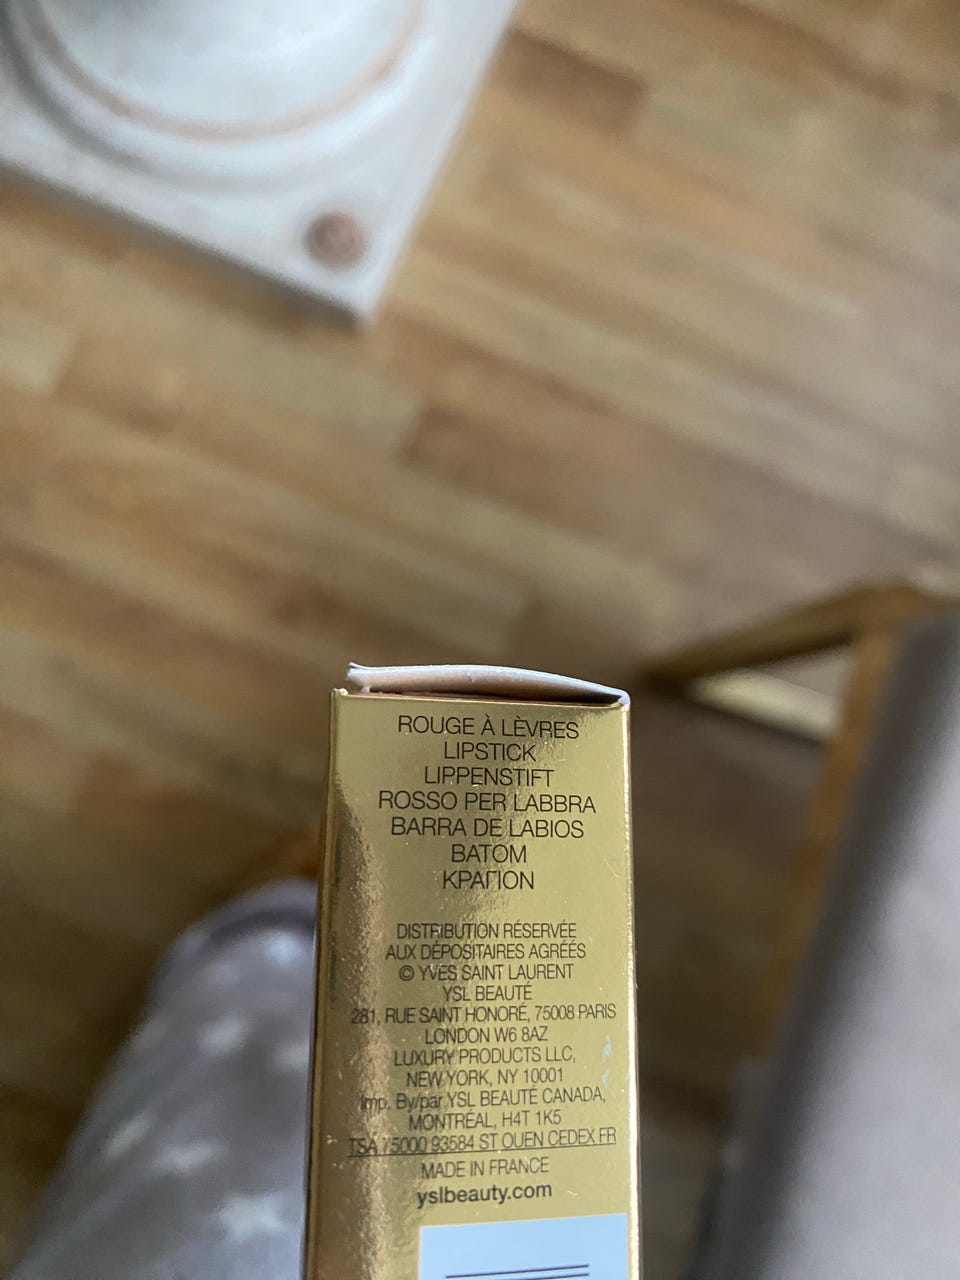 ROUGE À LÈVRES
LIPSTICK
LIPPENSTIFT
ROSSO PER LABBRA
BARRA DE LABIOS
BATOM
ΚΡΑΓΙΟΝ
DISTRIBUTION RÉSERVÉE
AUX DÉPOSITAIRES AGRÉÉS
© YVES SAINT LAURENT
YSL BEAUTÉ
281, RUE SAINT HONORÉ, 75008 PARIS
LONDON W6 8AZ
LUXURY PRODUCTS LLC,
NEW YORK, NY 10001
Imp. By/par YSL BEAUTÉ CANADA,
MONTRÉAL, H4T 1K5
TSA 75000 93584 ST OUEN CEDEX FR
MADE IN FRANCE
yslbeauty.com